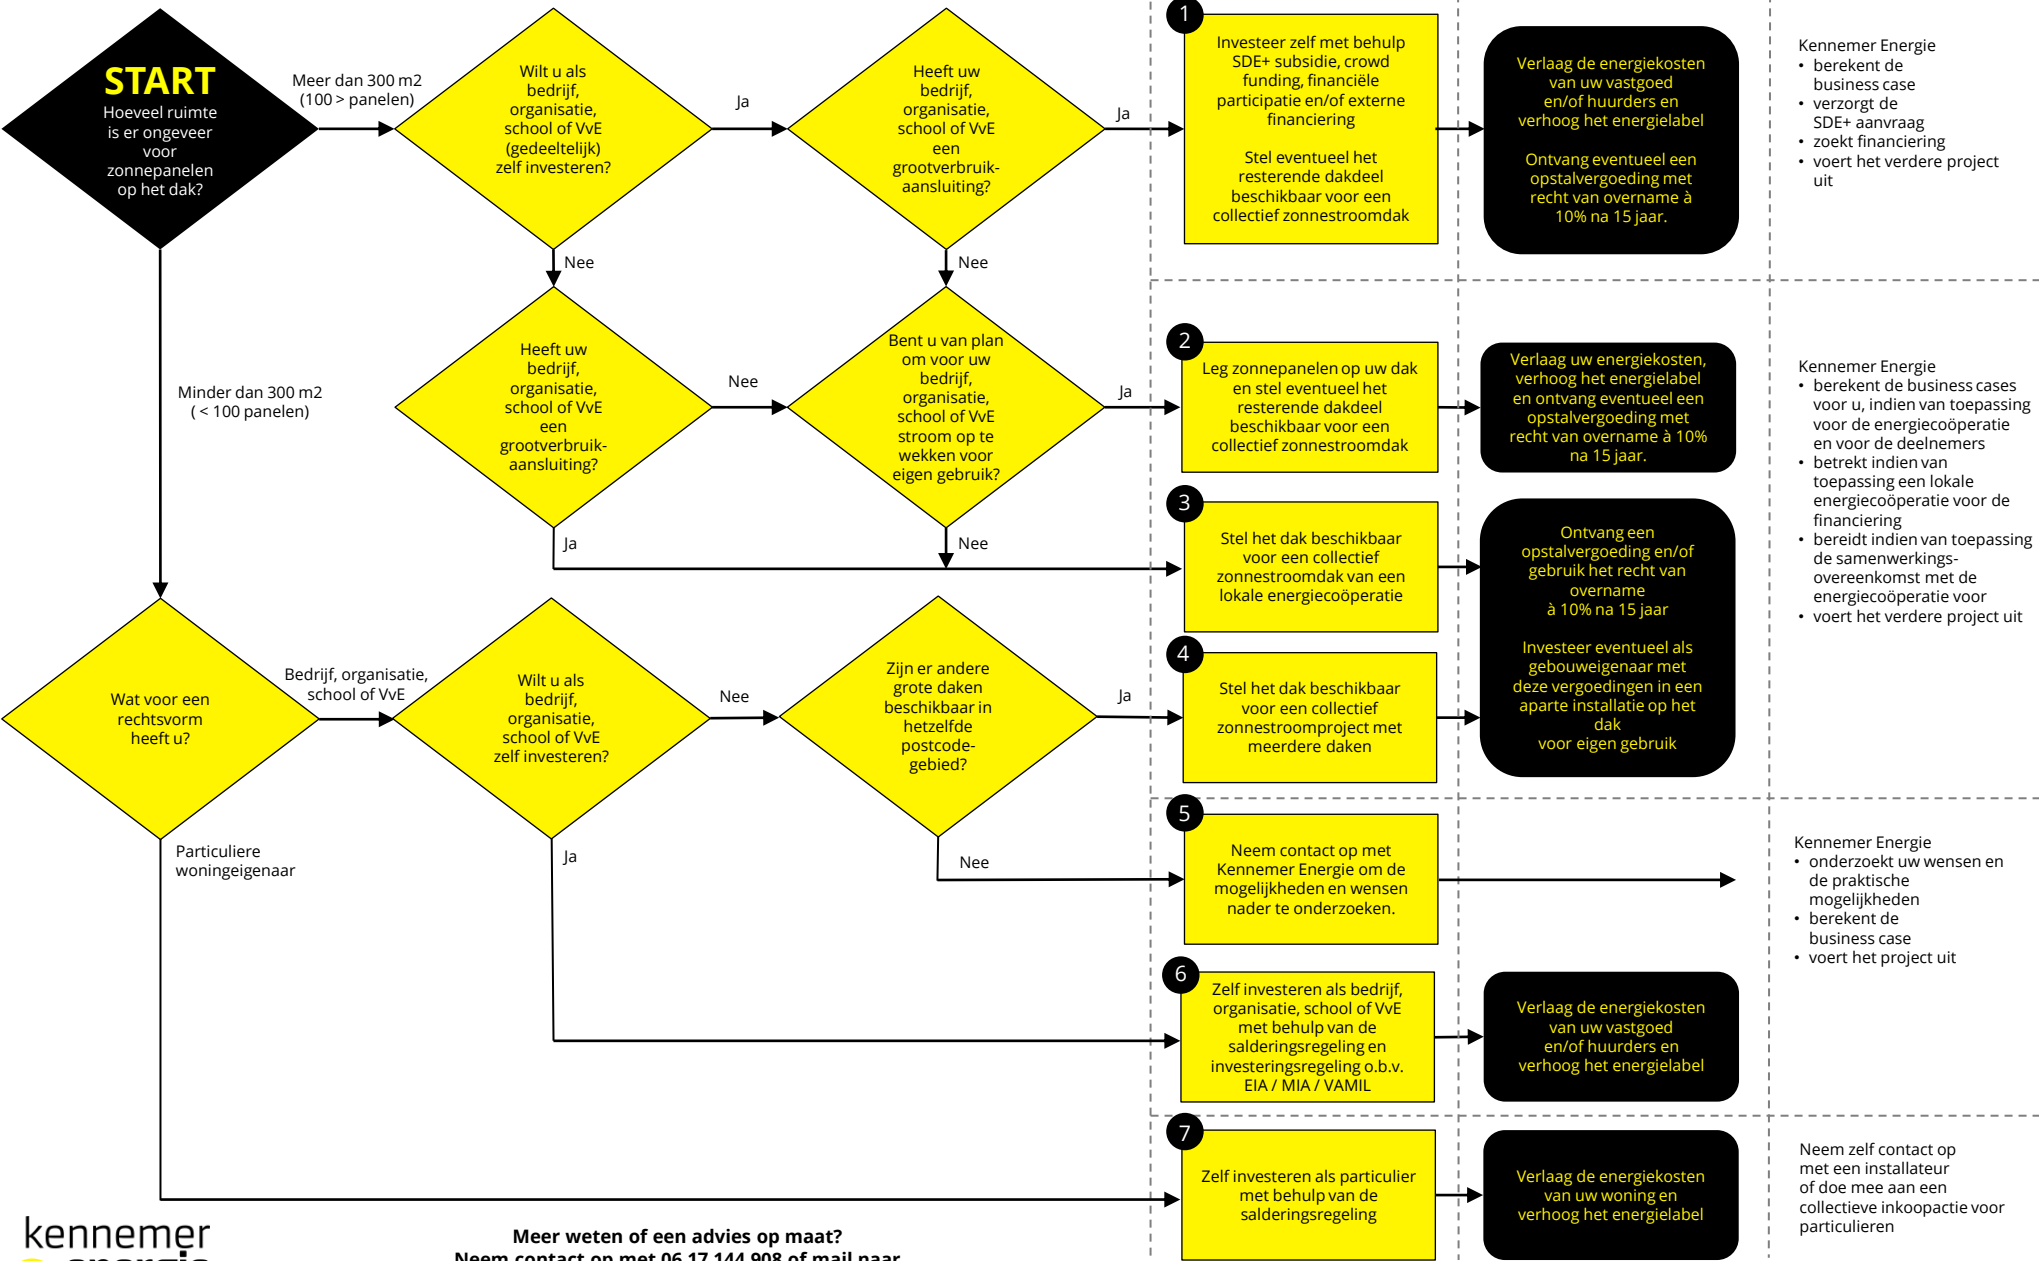 START
Hoeveel ruimte
is er ongeveer
voor
zonnepanelen
op het dak?
Meer dan 300 m2
(100 > panelen)
Wilt u als
bedrijf,
organisatie,
school of VvE
(gedeeltelijk)
zelf investeren?
Ja
Heeft uw
bedrijf,
organisatie,
school of VvE
een
grootverbruik-
aansluiting?
Ja
1
Investeer zelf met behulp
SDE+ subsidie, crowd
funding, financiële
participatie en/of externe
financiering
Stel eventueel het
resterende dakdeel
beschikbaar voor een
collectief zonnestroomdak
Verlaag de energiekosten
van uw vastgoed
en/of huurders en
verhoog het energielabel
Ontvang eventueel een
opstalvergoeding met
recht van overname à
10% na 15 jaar.
Kennemer Energie
• berekent de
business case
• verzorgt de
SDE+ aanvraag
• zoekt financiering
• voert het verdere project
uit
Nee
Nee
Minder dan 300 m2
( < 100 panelen)
Heeft uw
bedrijf,
organisatie,
school of VvE
een
grootverbruik-
aansluiting?
Nee
Bent u van plan
om voor uw
bedrijf,
organisatie,
school of VvE
stroom op te
wekken voor
eigen gebruik?
Ja
2
Leg zonnepanelen op uw dak
en stel eventueel het
resterende dakdeel
beschikbaar voor een
collectief zonnestroomdak
Verlaag uw energiekosten,
verhoog het energielabel
en ontvang eventueel een
opstalvergoeding met
recht van overname à 10%
na 15 jaar.
Kennemer Energie
• berekent de business cases
voor u, indien van toepassing
voor de energiecoöperatie
en voor de deelnemers
• betrekt indien van
toepassing een lokale
energiecoöperatie voor de
financiering
• bereidt indien van toepassing
de samenwerkings-
overeenkomst met de
energiecoöperatie voor
• voert het verdere project uit
Ja
Nee
3
Stel het dak beschikbaar
voor een collectief
zonnestroomdak van een
lokale energiecoöperatie
Ontvang een
opstalvergoeding en/of
gebruik het recht van
overname
à 10% na 15 jaar
Investeer eventueel als
gebouweigenaar met
deze vergoedingen in een
aparte installatie op het
dak
voor eigen gebruik
Wat voor een
rechtsvorm
heeft u?
Bedrijf, organisatie,
school of VvE
Wilt u als
bedrijf,
organisatie,
school of VvE
zelf investeren?
Nee
Zijn er andere
grote daken
beschikbaar in
hetzelfde
postcode-
gebied?
Ja
4
Stel het dak beschikbaar
voor een collectief
zonnestroomproject met
meerdere daken
Particuliere
woningeigenaar
Ja
Nee
5
Neem contact op met
Kennemer Energie om de
mogelijkheden en wensen
nader te onderzoeken.
Kennemer Energie
• onderzoekt uw wensen en
de praktische
mogelijkheden
• berekent de
business case
• voert het project uit
6
Zelf investeren als bedrijf,
organisatie, school of VvE
met behulp van de
salderingsregeling en
investeringsregeling o.b.v.
EIA / MIA / VAMIL
Verlaag de energiekosten
van uw vastgoed
en/of huurders en
verhoog het energielabel
7
Zelf investeren als particulier
met behulp van de
salderingsregeling
Verlaag de energiekosten
van uw woning en
verhoog het energielabel
Neem zelf contact op
met een installateur
of doe mee aan een
collectieve inkoopactie voor
particulieren
kennemer
energie
Meer weten of een advies op maat?
Neem contact op met 06 17 144 908 of mail naar